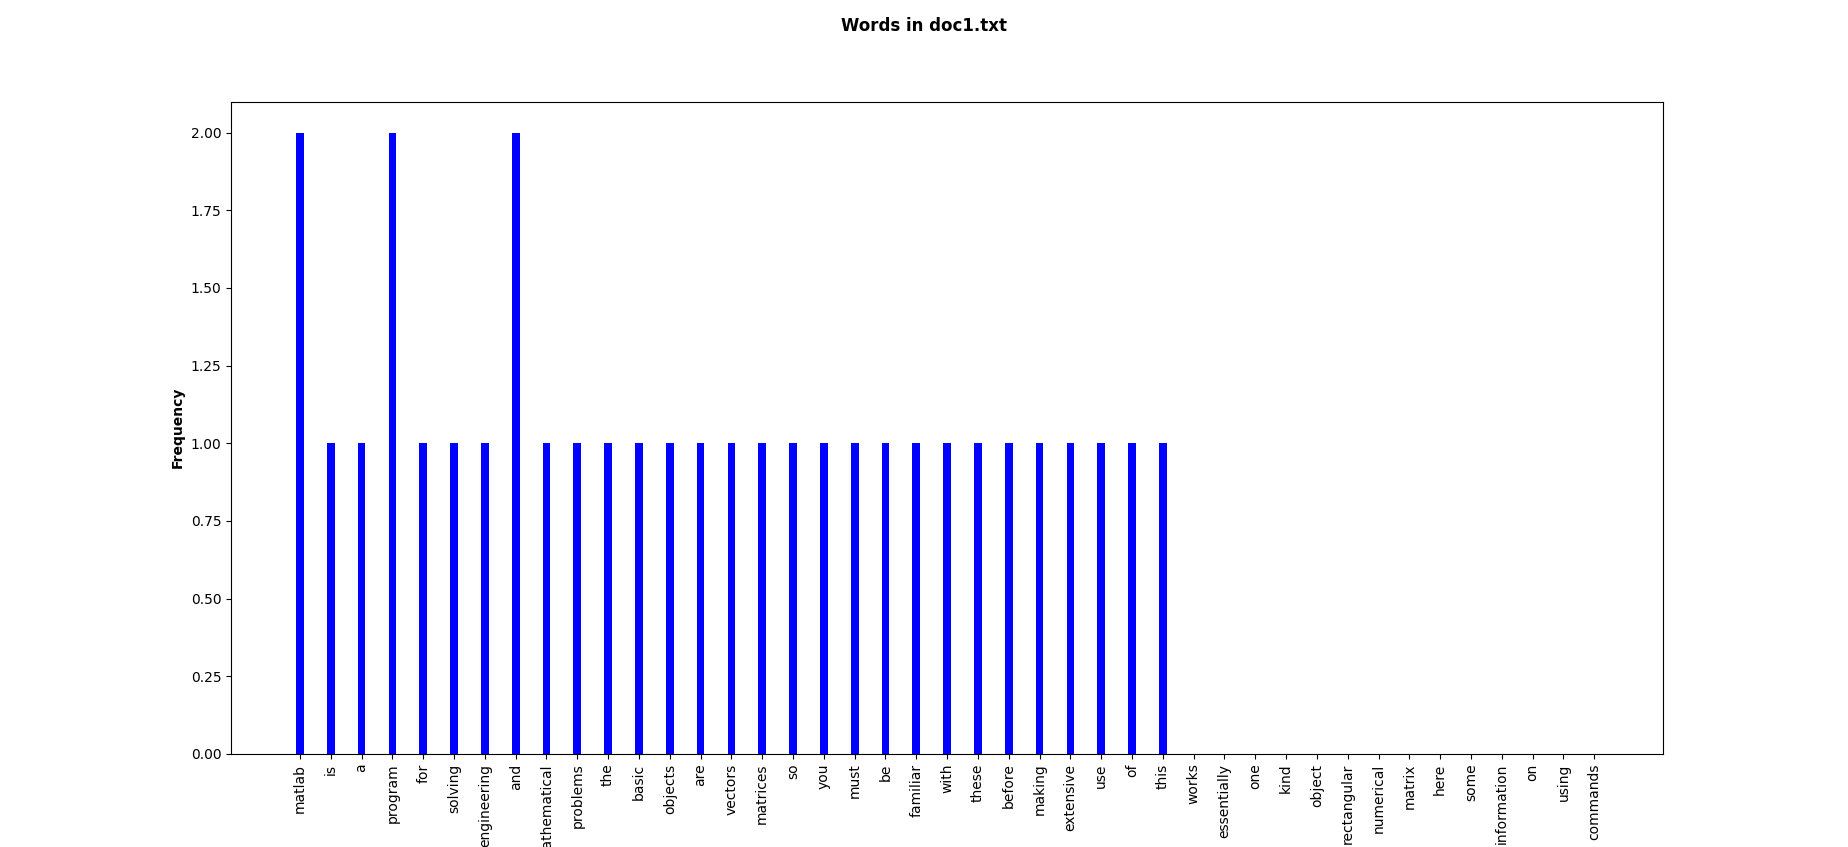 Words in doc1.txt
Frequency
2.00
1.75
1.50
1.25
1.00
0.75
0.50
0.25
0.00
matlab
is
a
program
for
solving
engineering
and
athematical
problems
the
basic
objects
are
vectors
matrices
so
you
must
be
familiar
with
these
before
making
extensive
use
of
this
works
essentially
one
kind
object
rectangular
numerical
matrix
here
some
information
on
using
commands